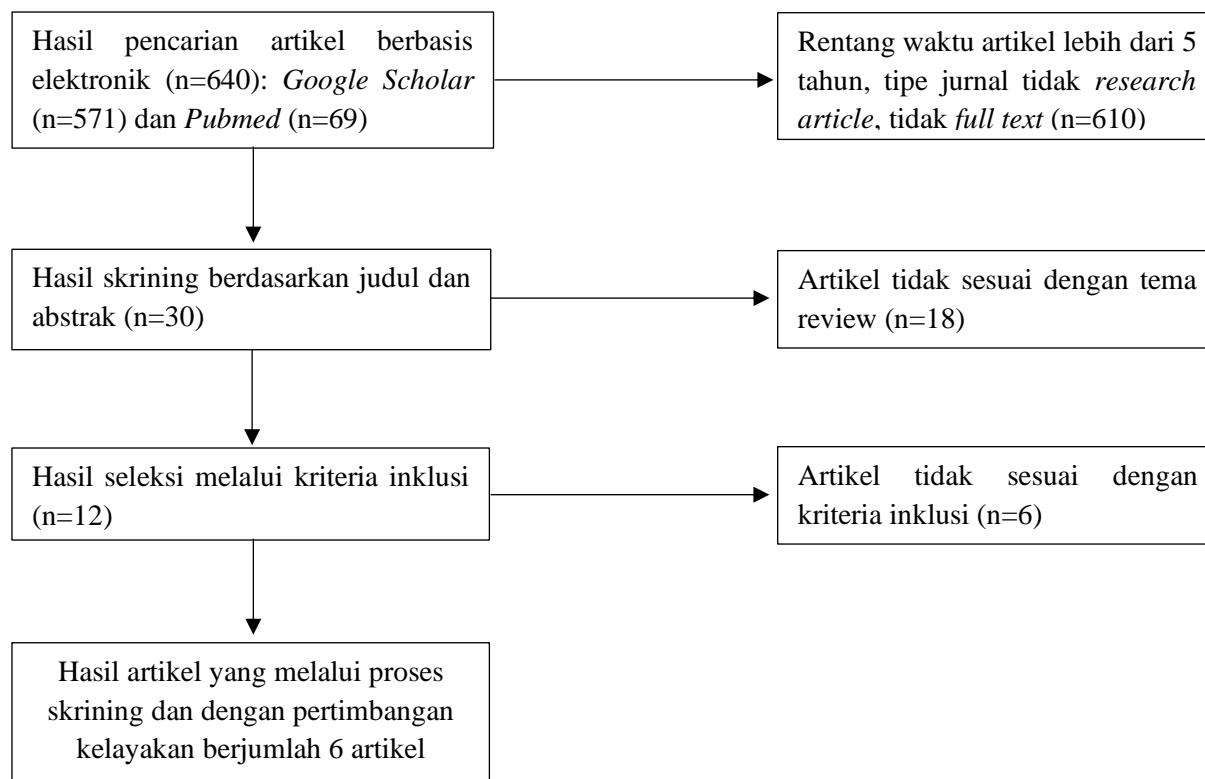 Hasil pencarian artikel berbasis
elektronik (n=640): Google Scholar
(n=571) dan Pubmed (n=69)
Rentang waktu artikel lebih dari 5
tahun, tipe jurnal tidak research
article, tidak full text (n=610)
Hasil skrining berdasarkan judul dan
abstrak (n=30)
Artikel tidak sesuai dengan tema
review (n=18)
Hasil seleksi melalui kriteria inklusi
(n=12)
Artikel tidak sesuai dengan
kriteria inklusi (n=6)
Hasil artikel yang melalui proses
skrining dan dengan pertimbangan
kelayakan berjumlah 6 artikel